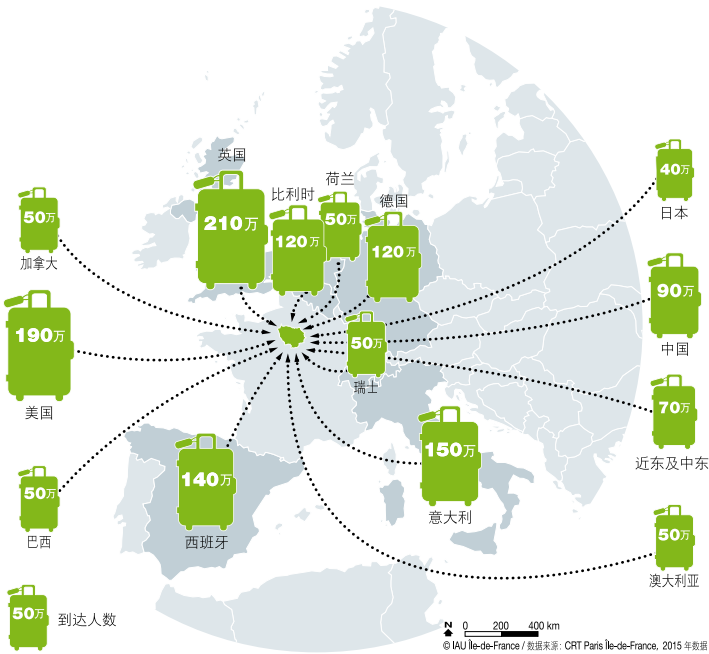 英国
210万
比利时
120万
荷兰
50万
德国
120万
40万
日本
50万
加拿大
90万
中国
190万
美国
50万
瑞士
70万
近东及中东
150万
意大利
140万
西班牙
50万
巴西
50万
澳大利亚
50万 到达人数
N 0 200 400 km
© IAU Île-de-France / 数据来源: CRT Paris Île-de-France, 2015 年数据